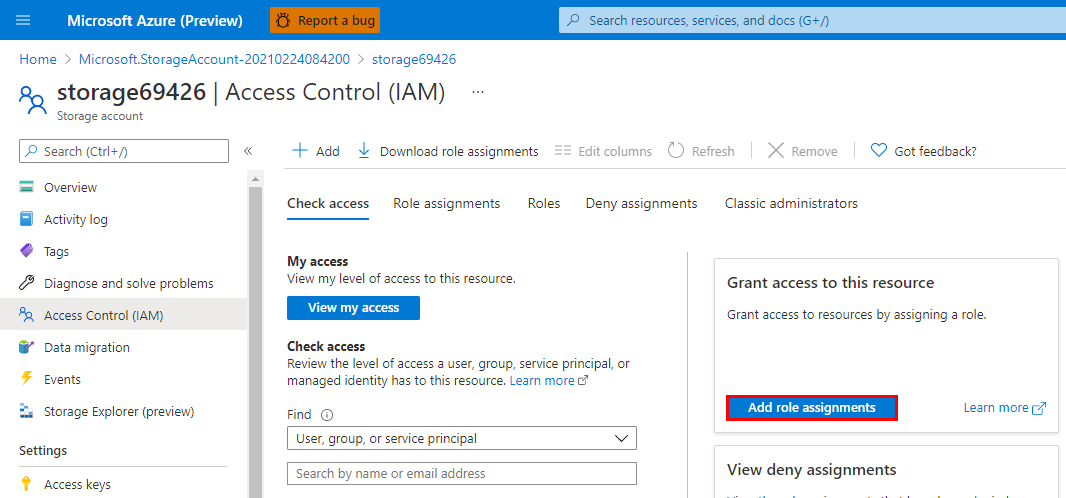 Microsoft Azure (Preview)
Report a bug
Search resources, services, and docs (G+/)
Home > Microsoft.StorageAccount-20210224084200 > storage69426
storage69426 | Access Control (IAM) ...
Storage account
Search (Ctrl+/)
«
Overview
Activity log
Tags
Diagnose and solve problems
Access Control (IAM)
Data migration
Events
Storage Explorer (preview)
Settings
Access keys
Add
Download role assignments
Edit columns
Refresh
Remove
Got feedback?
Check access
Role assignments
Roles
Deny assignments
Classic administrators
My access
View my level of access to this resource.
View my access
Check access
Review the level of access a user, group, service principal, or
managed identity has to this resource. Learn more
Find
User, group, or service principal
Search by name or email address
Grant access to this resource
Grant access to resources by assigning a role.
Add role assignments
Learn more
View deny assignments